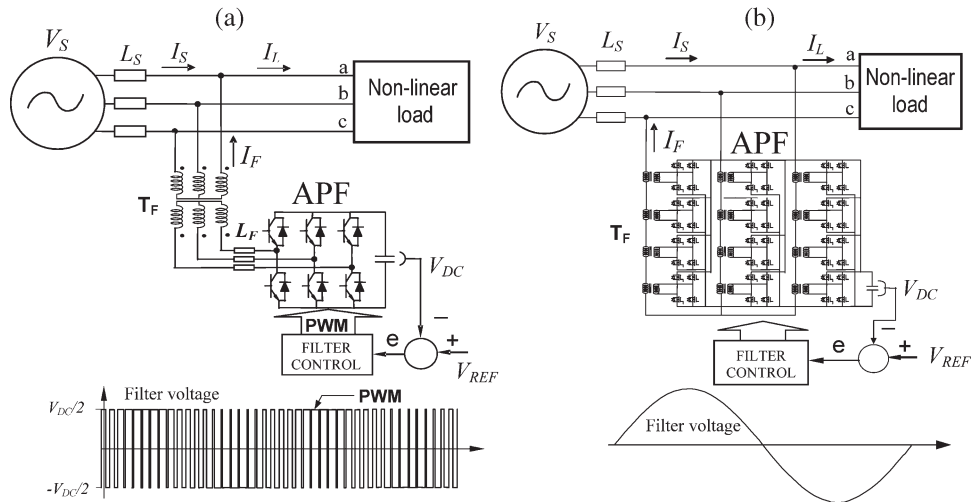 (a)
V_S
L_S
I_S
I_L
a
b
c
Non-linear
load
I_F
T_F
APF
L_F
V_DC
PWM
FILTER
CONTROL
e
−
+
V_REF
Filter voltage
PWM
V_DC/2
-V_DC/2
(b)
V_S
L_S
I_S
I_L
a
b
c
Non-linear
load
I_F
APF
T_F
V_DC
FILTER
CONTROL
e
−
+
V_REF
Filter voltage